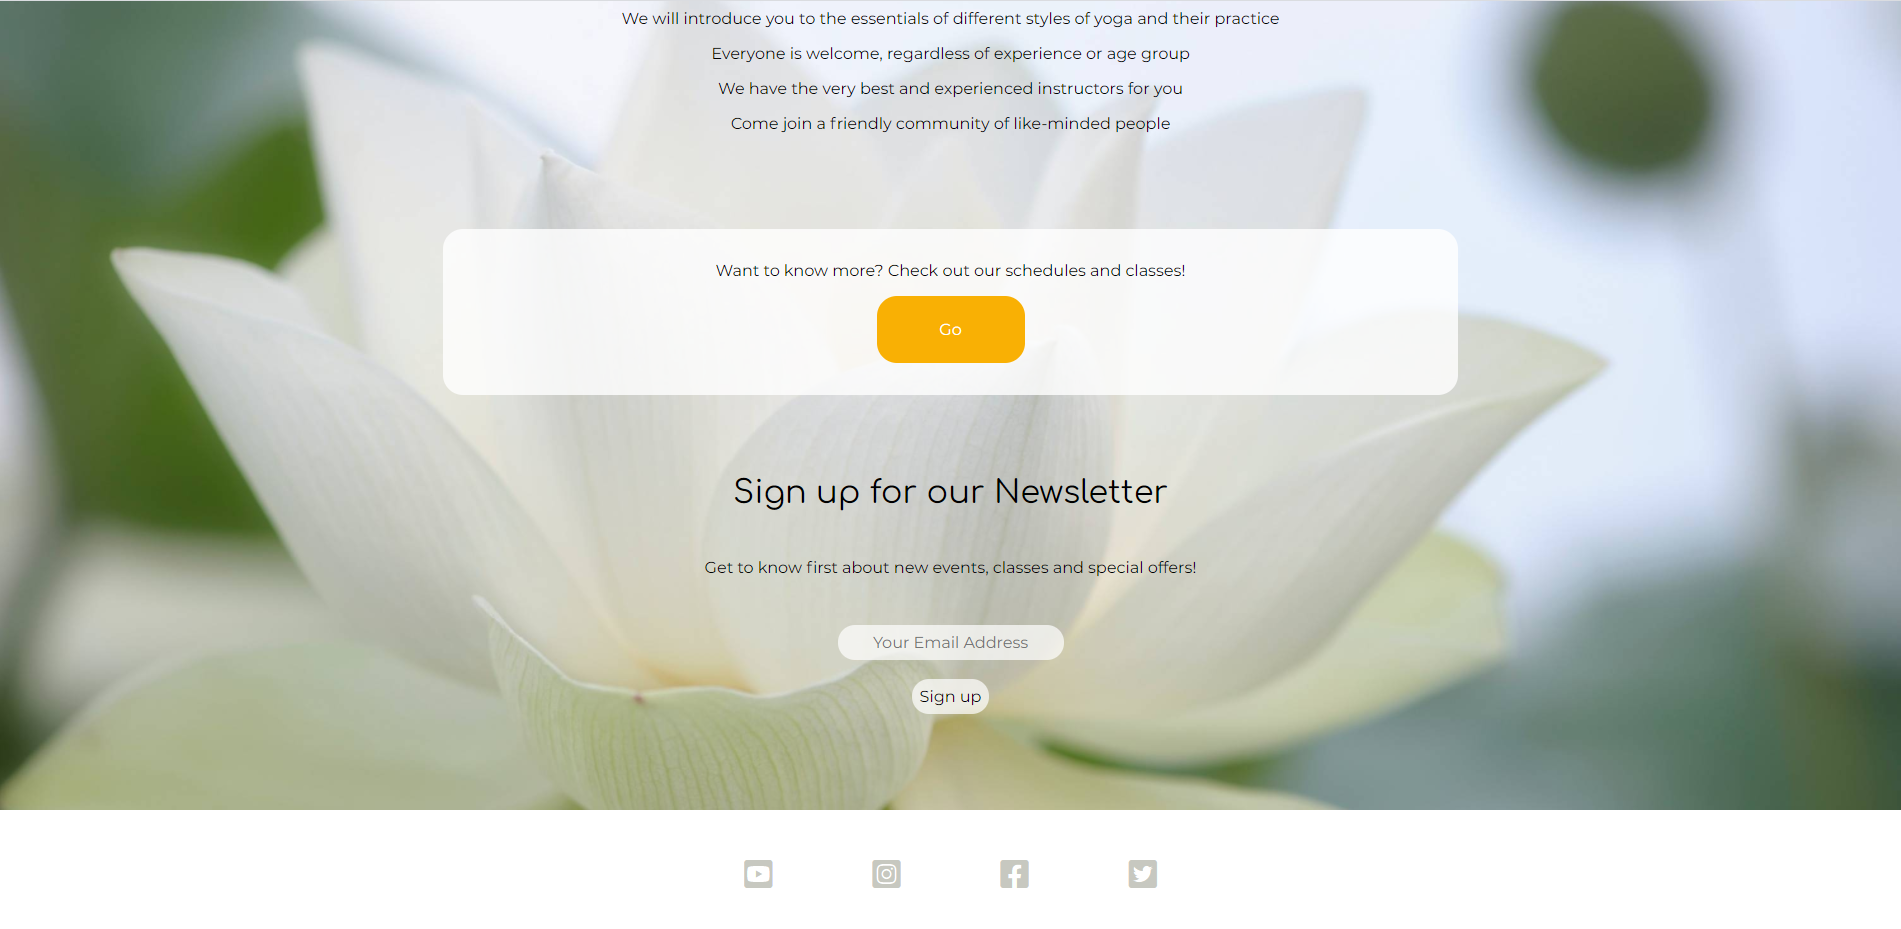 We will introduce you to the essentials of different styles of yoga and their practice
Everyone is welcome, regardless of experience or age group
We have the very best and experienced instructors for you
Come join a friendly community of like-minded people
Want to know more? Check out our schedules and classes!
Go
Sign up for our Newsletter
Get to know first about new events, classes and special offers!
Your Email Address
Sign up